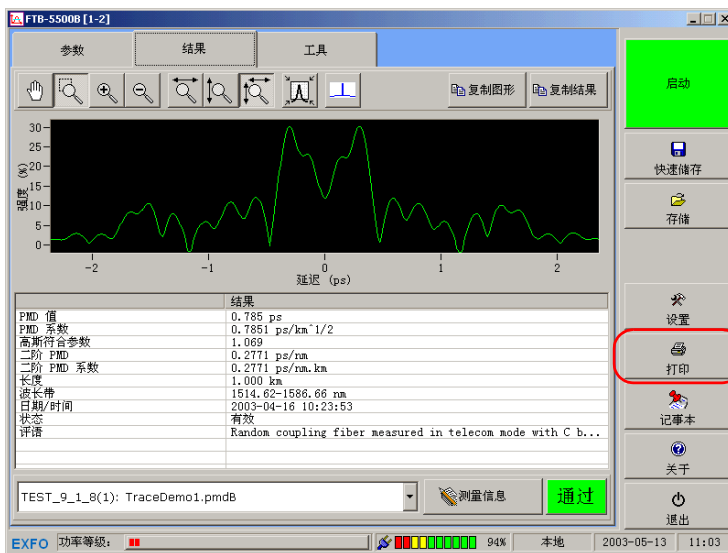 FTB-5500B [1-2]
参数 结果 工具
复制图形 复制结果
启动
快速储存
存储
设置
打印
记事本
关于
退出
强度 (%)
30
25
20
15
10
5
0
-2 -1 0 1 2
延迟 (ps)
结果
PMD 值 0.785 ps
PMD 系数 0.7851 ps/km^1/2
高斯符合参数 1.069
二阶 PMD 0.2771 ps/nm
二阶 PMD 系数 0.2771 ps/nm.km
长度 1.000 km
波长带 1514.62-1586.66 nm
日期/时间 2003-04-16 10:23:53
状态 有效
评语 Random coupling fiber measured in telecom mode with C b...
TEST_9_1_8(1): TraceDemo1.pmdB 测量信息 通过
EXFO 功率等级: 94% 本地 2003-05-13 11:03